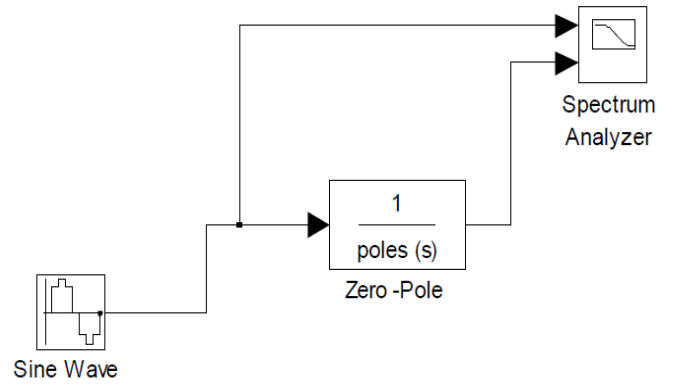 Spectrum
Analyzer
1
poles (s)
Zero -Pole
Sine Wave